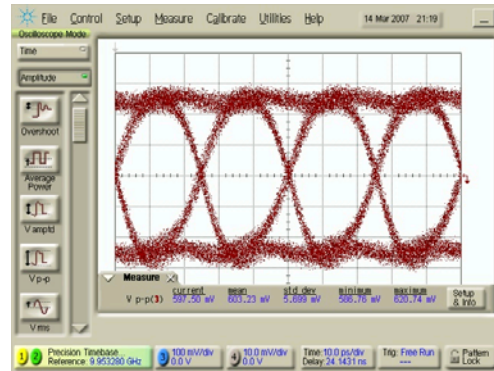 File Control Setup Measure Calibrate Utilities Help 14 Mar 2007 21:19
Oscilloscope Mode
Time
Amplitude
Overshoot
Average
Power
V amptd
V p-p
V rms
Measure
current mean std dev minimum maximum
V p-p(3) 597.50 mV 603.23 mV 5.699 mV 586.76 mV 620.74 mV
Setup
& Info
1 2 Precision Timebase...
Reference: 9.953280 GHz
3 100 mV/div
0.0 V
4 10.0 mV/div
0.0 V
Time: 10.0 ps/div
Delay: 24.1431 ns
Trig: Free Run
---
Pattern
Lock